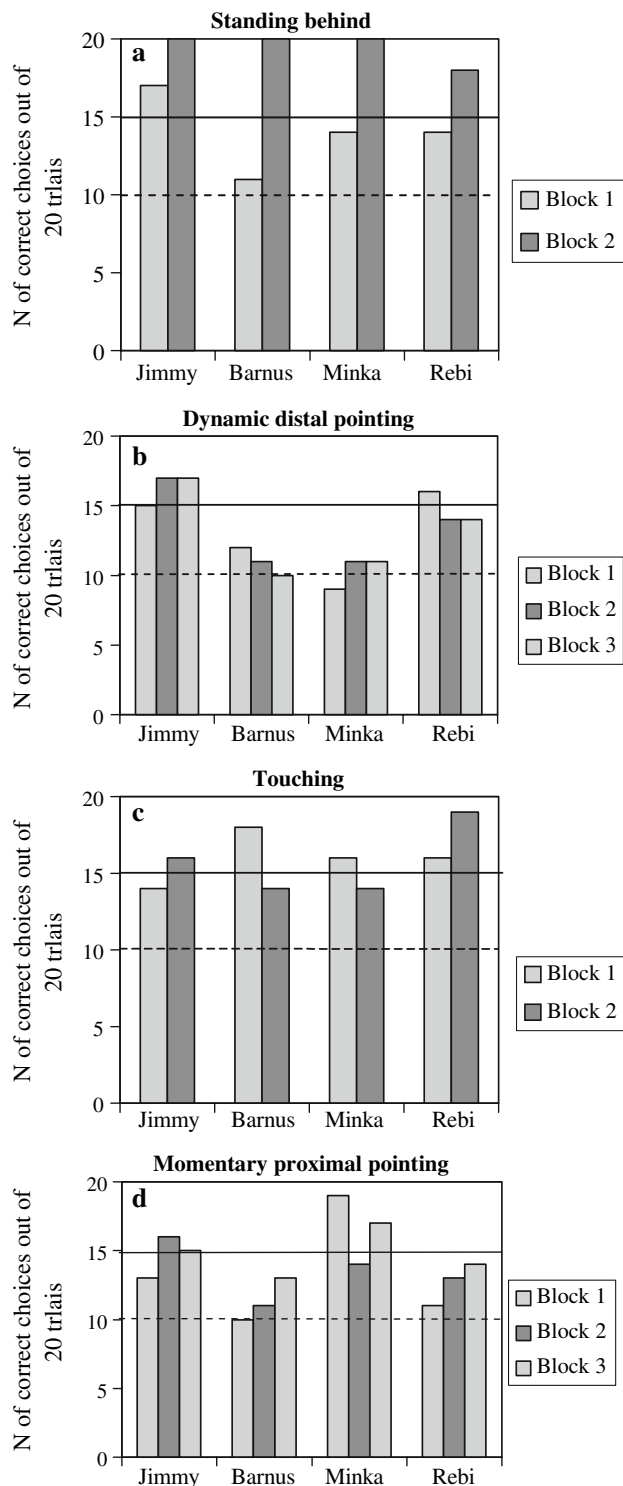 Standing behind
a
20
15
10
5
0
N of correct choices out of
20 trlais
Jimmy Barnus Minka Rebi
Block 1
Block 2
Dynamic distal pointing
b
20
15
10
5
0
N of correct choices out of
20 trlais
Jimmy Barnus Minka Rebi
Block 1
Block 2
Block 3
Touching
c
20
15
10
5
0
N of correct choices out of
20 trlais
Jimmy Barnus Minka Rebi
Block 1
Block 2
Momentary proximal pointing
d
20
15
10
5
0
N of correct choices out of
20 trlais
Jimmy Barnus Minka Rebi
Block 1
Block 2
Block 3